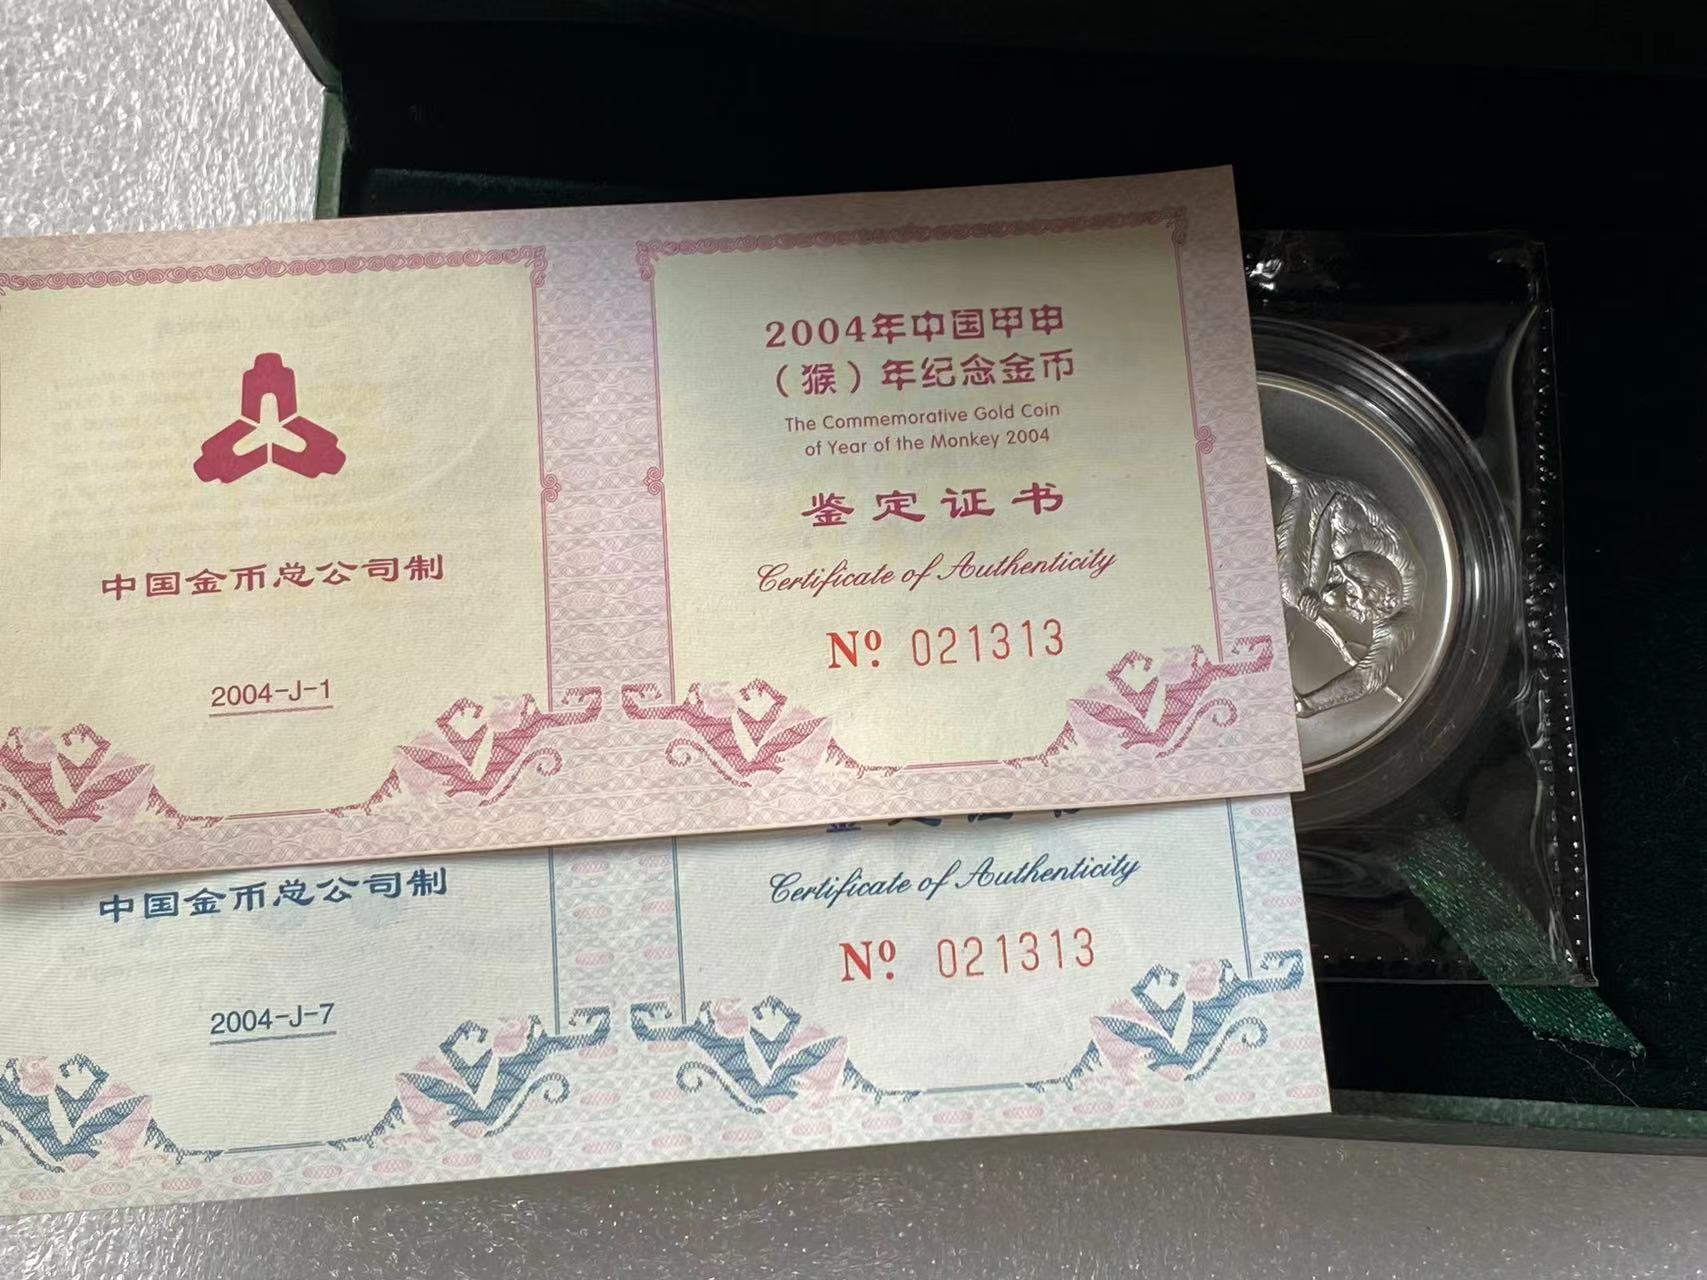 中国金币总公司制
2004-J-1
2004年中国甲申
（猴）年纪念金币
The Commemorative Gold Coin
of Year of the Monkey 2004
鉴定证书
Certificate of Authenticity
Nº. 021313
中国金币总公司制
2004-J-7
Certificate of Authenticity
Nº. 021313